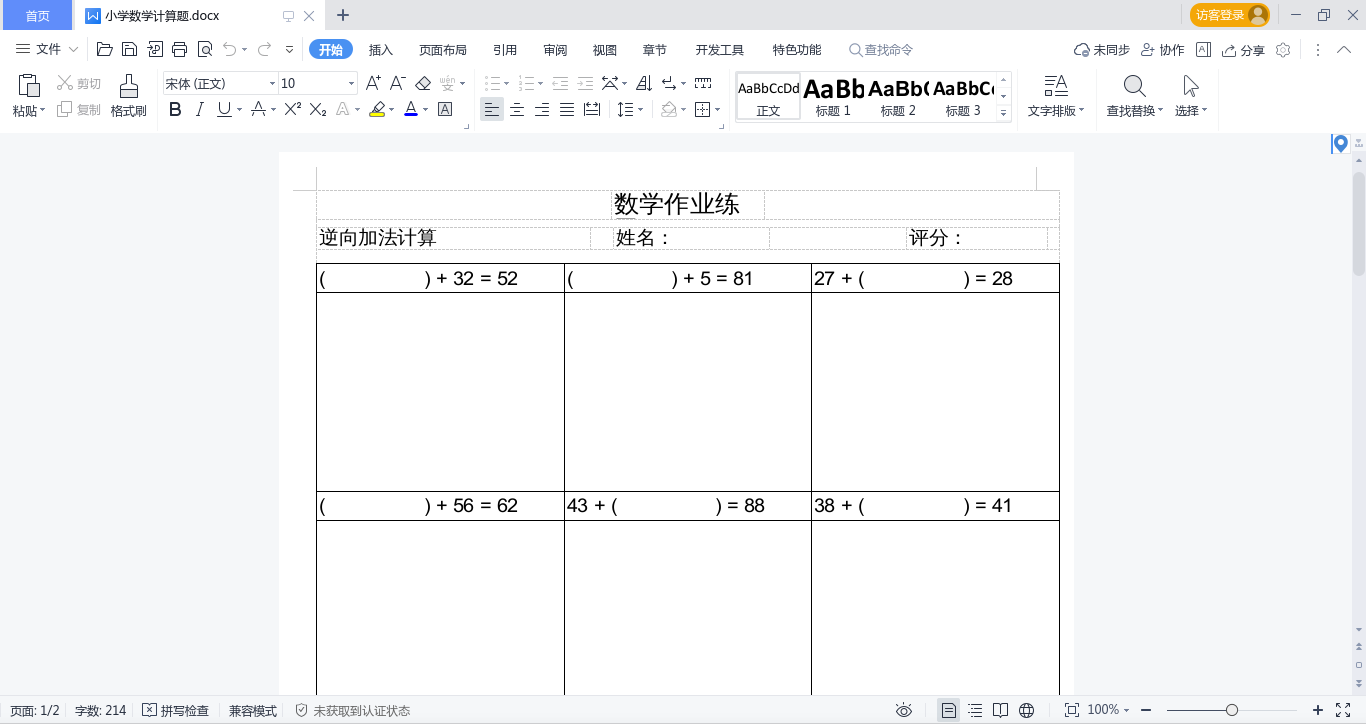 首页 小学数学计算题.docx 访客登录
文件 开始 插入 页面布局 引用 审阅 视图 章节 开发工具 特色功能 查找命令 未同步 协作 分享
粘贴 剪切 复制 格式刷 宋体 (正文) 10 AaBbCcDd 正文 AaBb 标题 1 AaBb( 标题 2 AaBbC 标题 3 文字排版 查找替换 选择
数学作业练
逆向加法计算 姓名： 评分：
( ) + 32 = 52 ( ) + 5 = 81 27 + ( ) = 28
( ) + 56 = 62 43 + ( ) = 88 38 + ( ) = 41
页面: 1/2 字数: 214 拼写检查 兼容模式 未获取到认证状态 100%